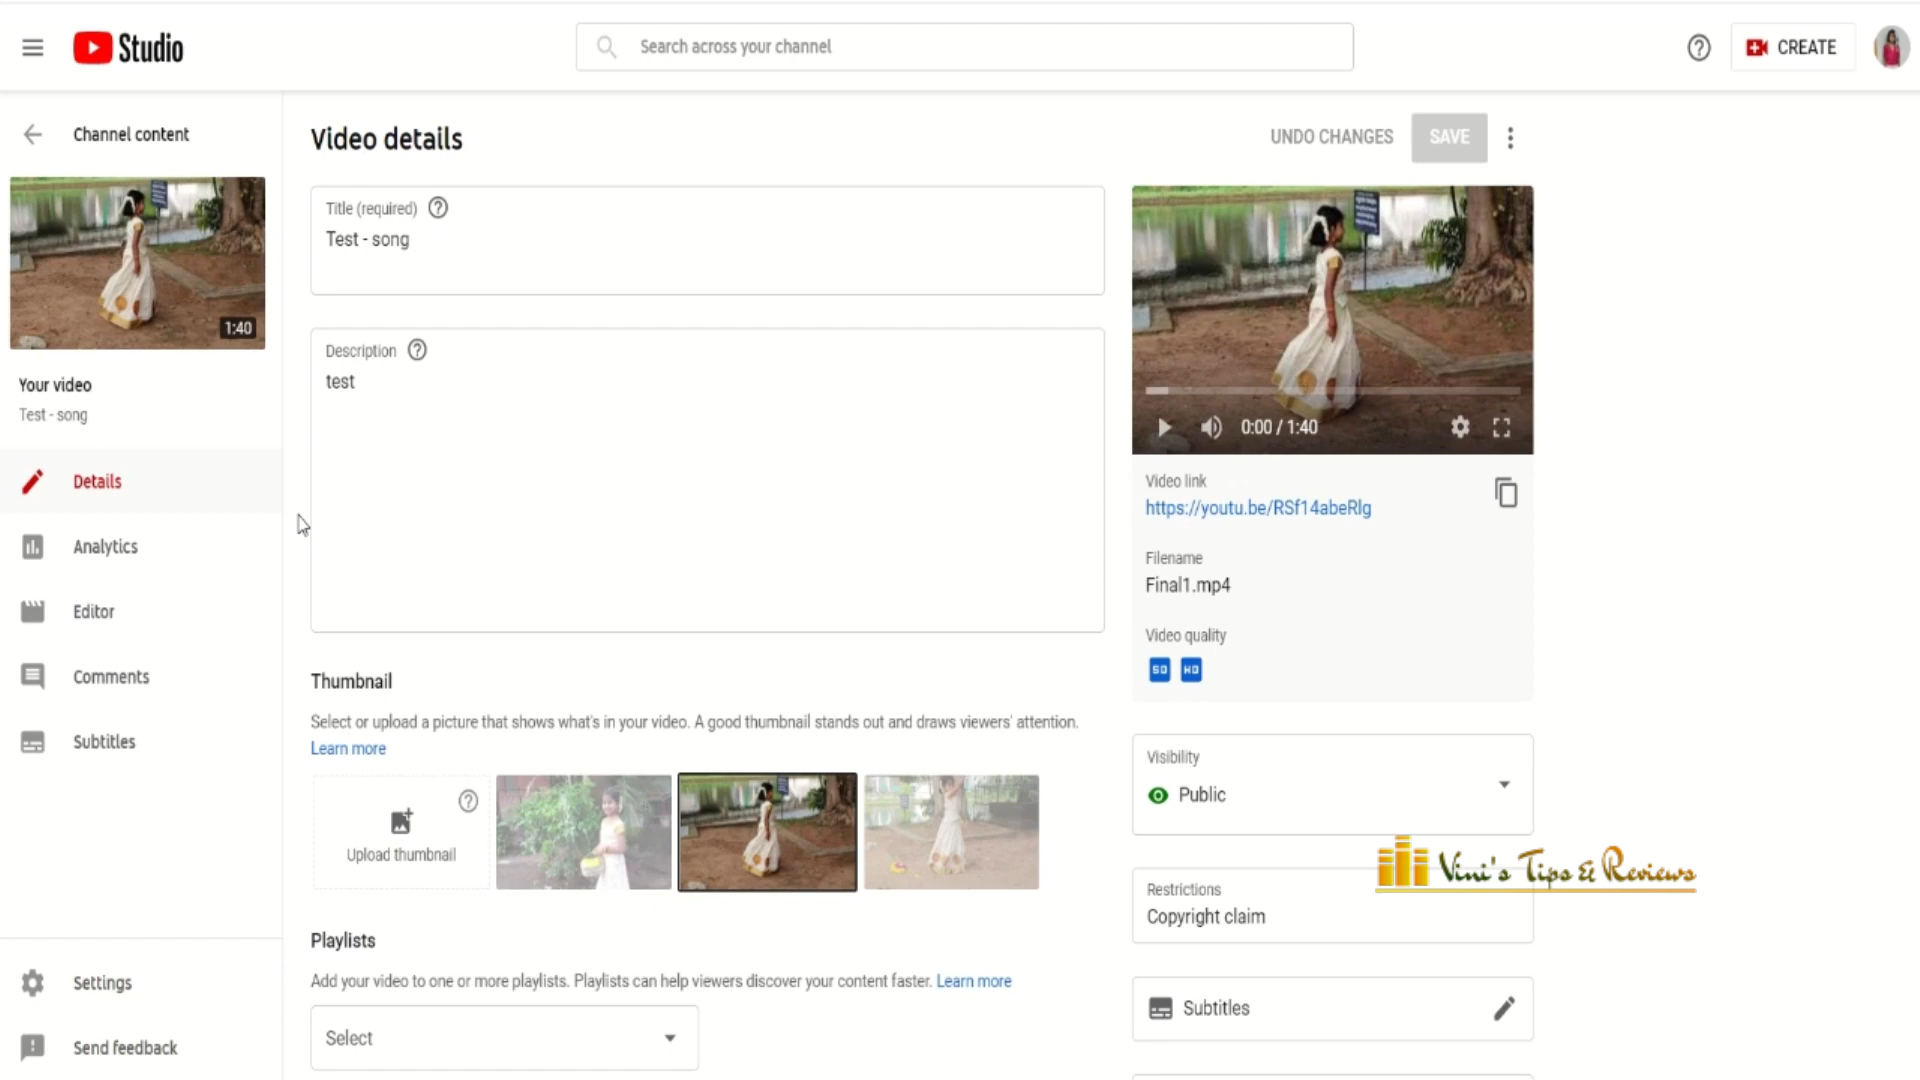 Studio
Search across your channel
CREATE
Channel content
Video details
UNDO CHANGES
SAVE
1:40
Your video
Test - song
Details
Analytics
Editor
Comments
Subtitles
Settings
Send feedback
Title (required)
Test - song
Description
test
Thumbnail
Select or upload a picture that shows what's in your video. A good thumbnail stands out and draws viewers' attention.
Learn more
Upload thumbnail
Playlists
Add your video to one or more playlists. Playlists can help viewers discover your content faster. Learn more
Select
0:00 / 1:40
Video link
https://youtu.be/RSf14abeRlg
Filename
Final1.mp4
Video quality
SD HD
Visibility
Public
Vini's Tips & Reviews
Restrictions
Copyright claim
Subtitles